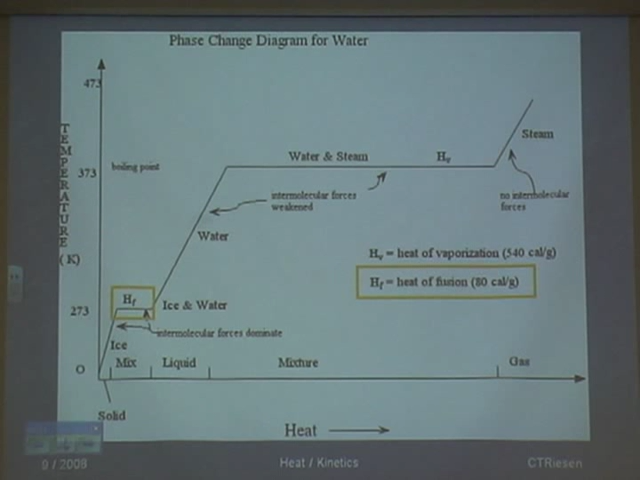 Phase Change Diagram for Water
473
TEMPERATURE
(K)
373
boiling point
Water & Steam
Hv
Steam
intermolecular forces
weakened
no intermolecular
forces
Water
Hv = heat of vaporization (540 cal/g)
Hf = heat of fusion (80 cal/g)
Hf
273
Ice & Water
intermolecular forces dominate
Ice
O
Mix
Liquid
Mixture
Gas
Solid
Heat
9 / 2008
Heat / Kinetics
CTRiesen